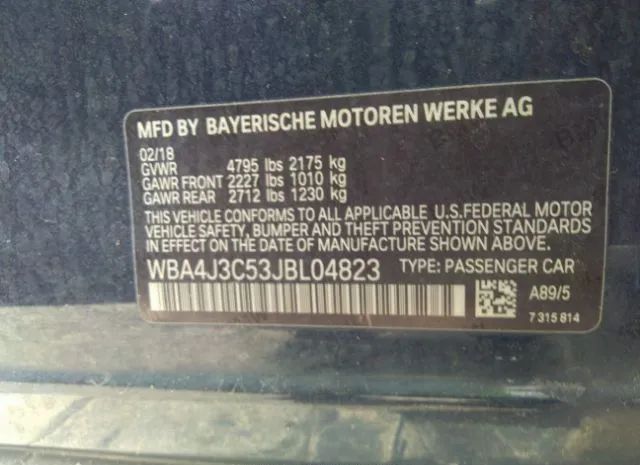 MFD BY BAYERISCHE MOTOREN WERKE AG
02/18
GVWR 4795 lbs 2175 kg
GAWR FRONT 2227 lbs 1010 kg
GAWR REAR 2712 lbs 1230 kg
THIS VEHICLE CONFORMS TO ALL APPLICABLE U.S.FEDERAL MOTOR
VEHICLE SAFETY, BUMPER AND THEFT PREVENTION STANDARDS
IN EFFECT ON THE DATE OF MANUFACTURE SHOWN ABOVE.
WBA4J3C53JBL04823 TYPE: PASSENGER CAR
A89/5
7 315 814